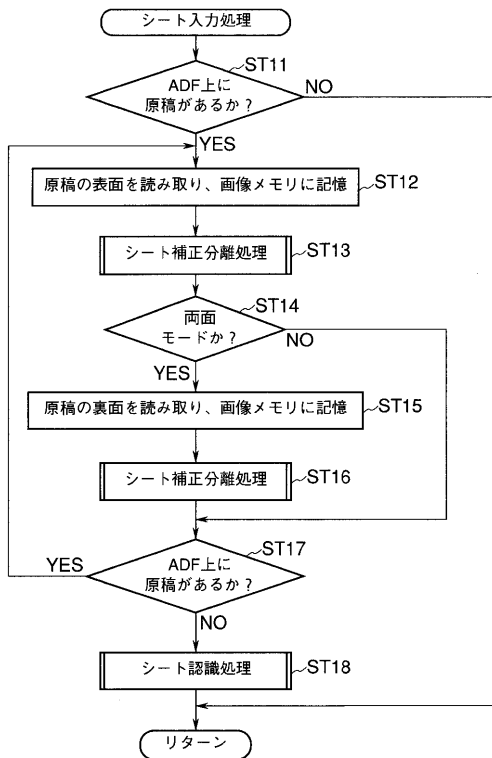 シート入力処理
ST11
ADF上に
原稿があるか?
NO
YES
原稿の表面を読み取り、画像メモリに記憶
ST12
シート補正分離処理
ST13
ST14
両面
モードか?
NO
YES
原稿の裏面を読み取り、画像メモリに記憶
ST15
シート補正分離処理
ST16
ST17
YES
ADF上に
原稿があるか?
NO
シート認識処理
ST18
リターン